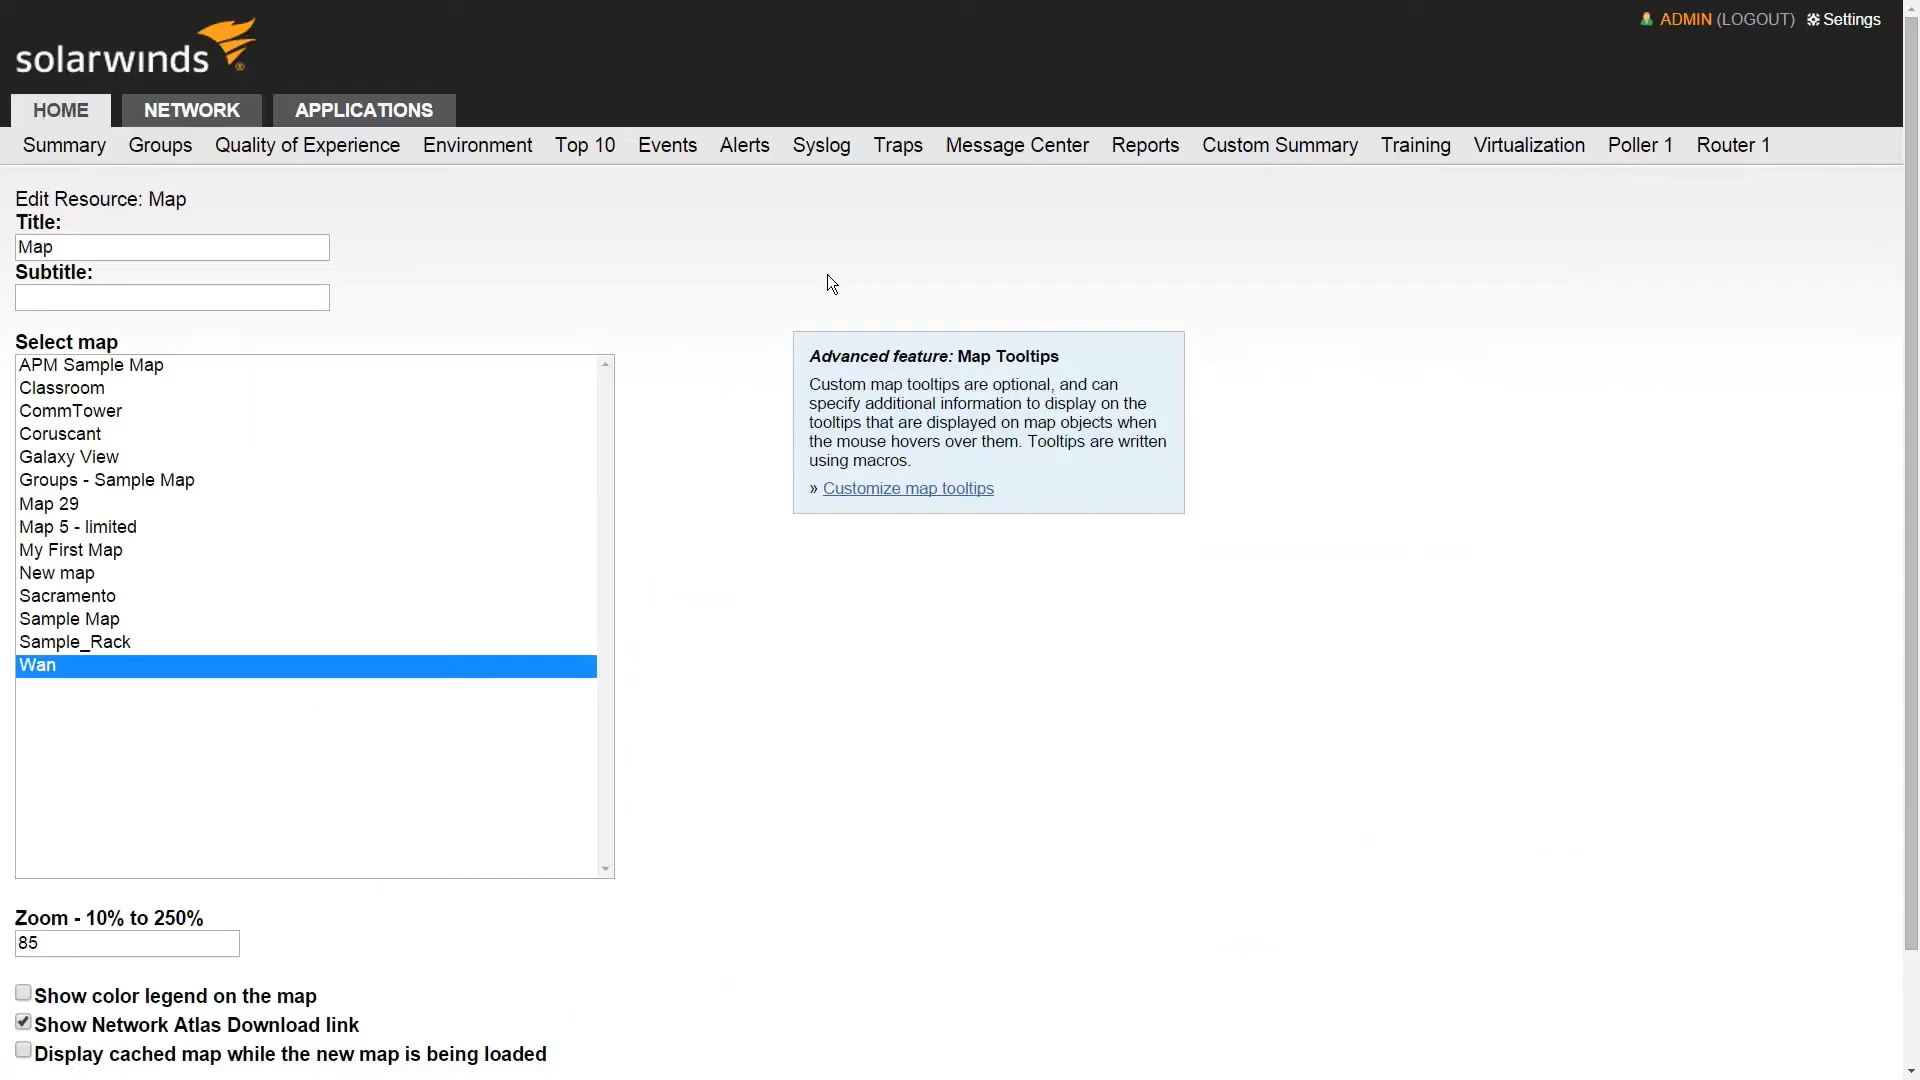 ADMIN (LOGOUT) Settings
solarwinds
HOME NETWORK APPLICATIONS
Summary Groups Quality of Experience Environment Top 10 Events Alerts Syslog Traps Message Center Reports Custom Summary Training Virtualization Poller 1 Router 1
Edit Resource: Map
Title:
Map
Subtitle:
Select map
APM Sample Map
Classroom
CommTower
Coruscant
Galaxy View
Groups - Sample Map
Map 29
Map 5 - limited
My First Map
New map
Sacramento
Sample Map
Sample_Rack
Wan
Advanced feature: Map Tooltips
Custom map tooltips are optional, and can
specify additional information to display on the
tooltips that are displayed on map objects when
the mouse hovers over them. Tooltips are written
using macros.
» Customize map tooltips
Zoom - 10% to 250%
85
Show color legend on the map
Show Network Atlas Download link
Display cached map while the new map is being loaded